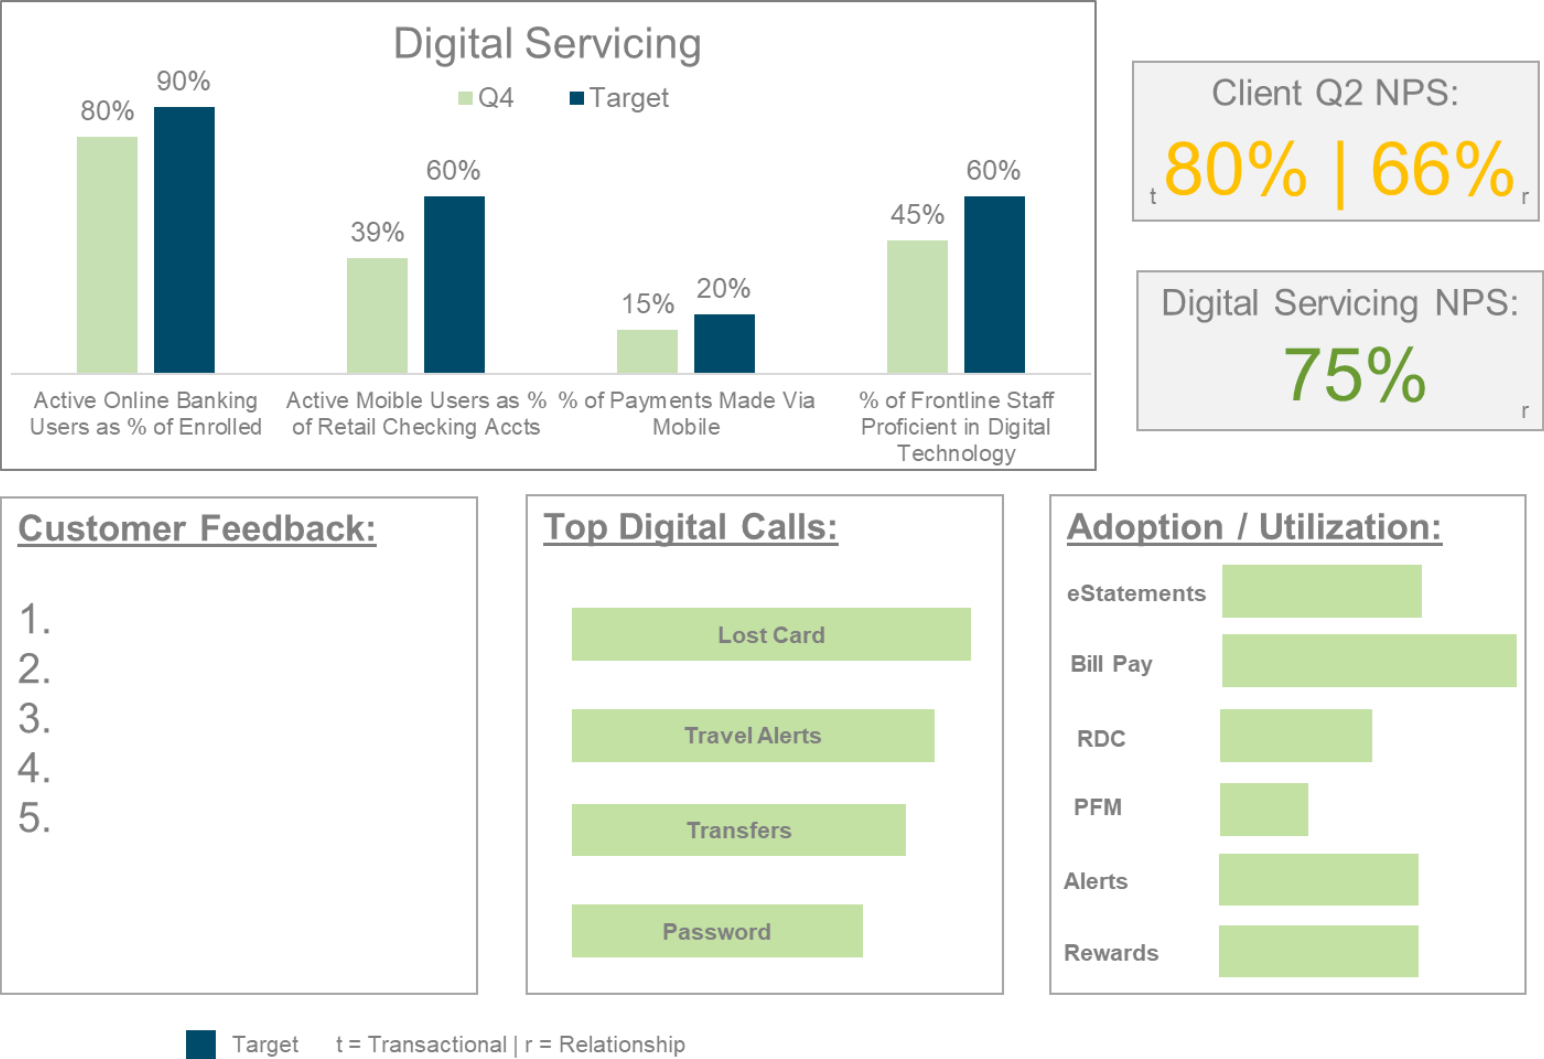 Digital Servicing
Q4
Target
80%
90%
39%
60%
15%
20%
45%
60%
Active Online Banking
Users as % of Enrolled
Active Moible Users as %
of Retail Checking Accts
% of Payments Made Via
Mobile
% of Frontline Staff
Proficient in Digital
Technology
Client Q2 NPS:
t 80% | 66% r
Digital Servicing NPS:
75%
r
Customer Feedback:
1.
2.
3.
4.
5.
Top Digital Calls:
Lost Card
Travel Alerts
Transfers
Password
Adoption / Utilization:
eStatements
Bill Pay
RDC
PFM
Alerts
Rewards
Target t = Transactional | r = Relationship